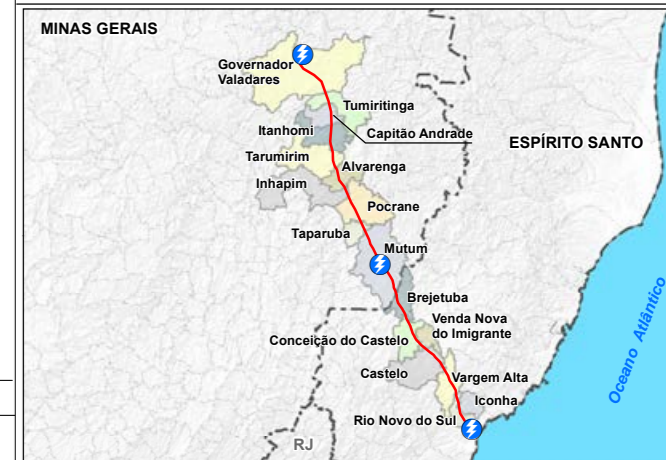 MINAS GERAIS
Governador
Valadares
Tumiritinga
Itanhomi
Capitão Andrade
ESPÍRITO SANTO
Tarumirim
Alvarenga
Inhapim
Pocrane
Taparuba
Mutum
Brejetuba
Venda Nova
do Imigrante
Conceição do Castelo
Castelo
Vargem Alta
Iconha
Rio Novo do Sul
RJ
Oceano Atlântico